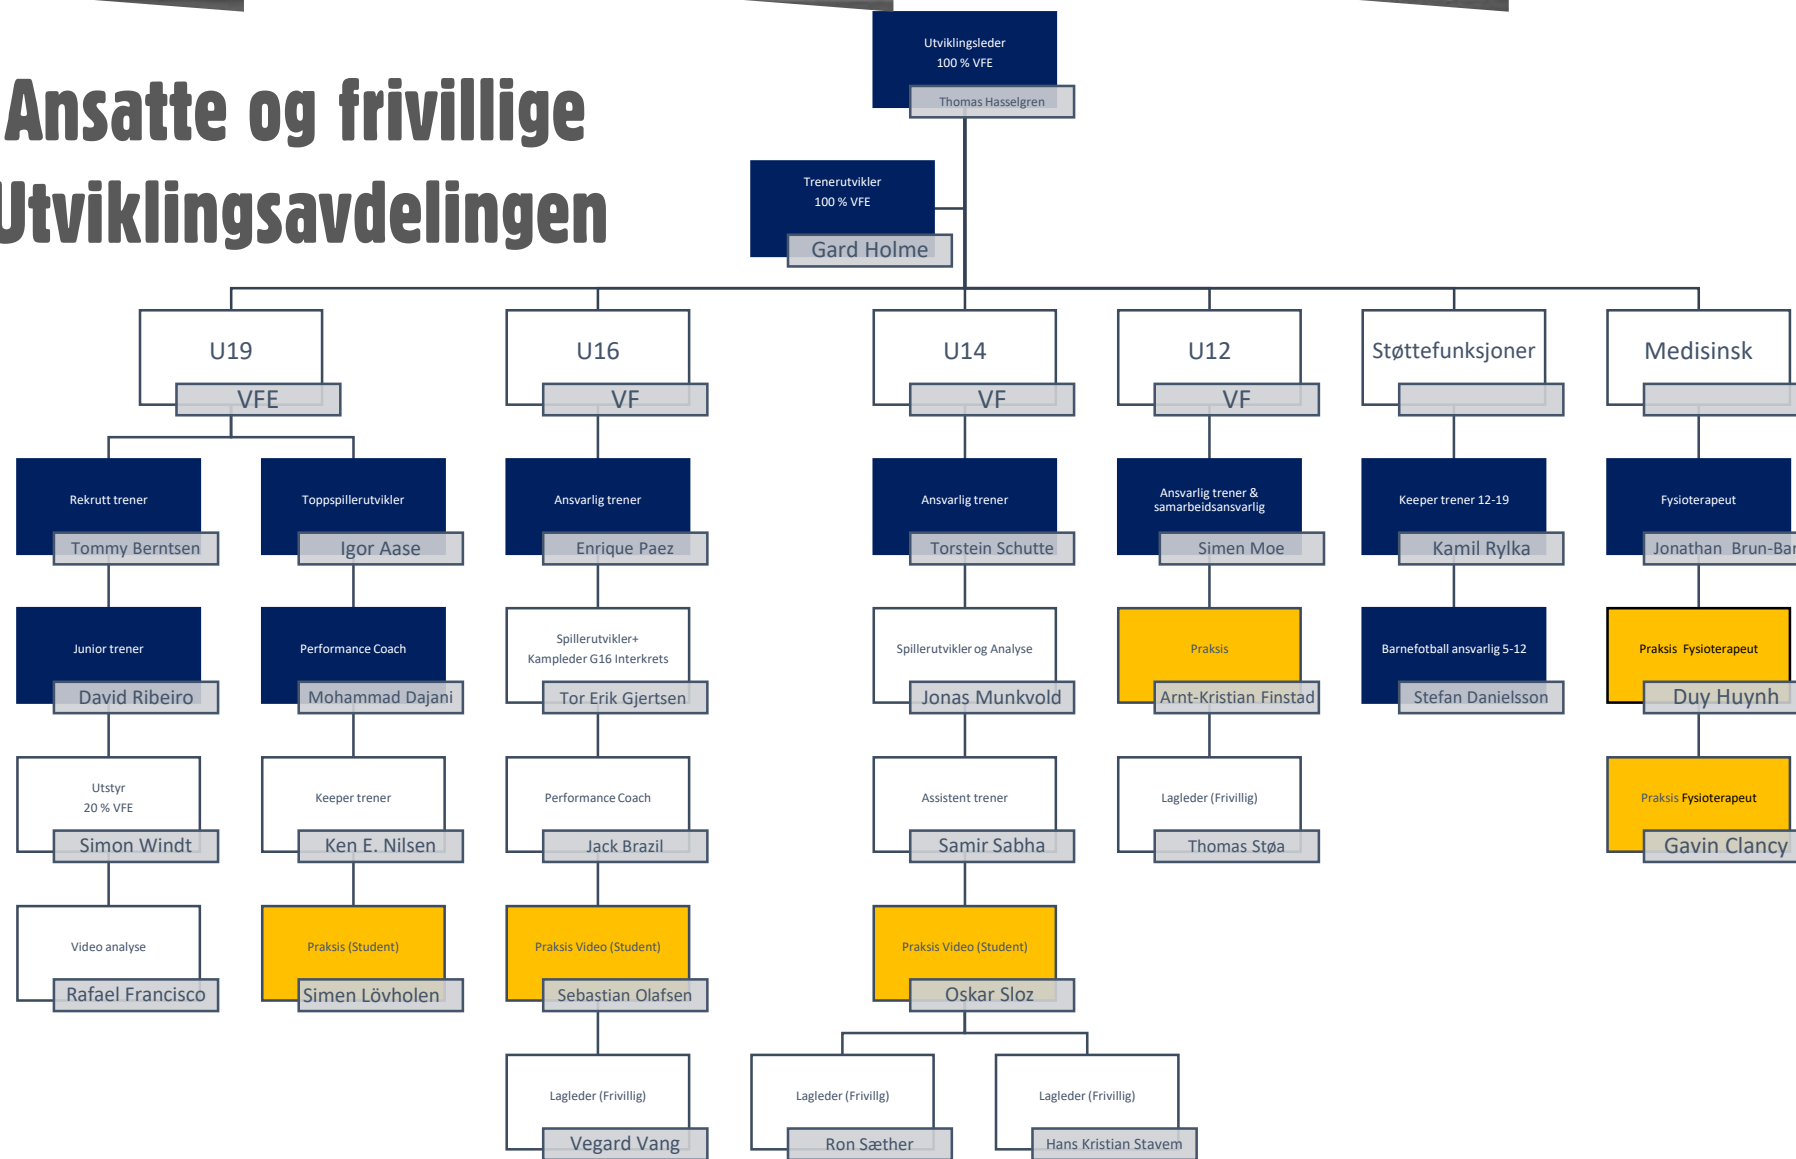 Ansatte og frivillige
Utviklingsavdelingen
Utviklingsleder
100 % VFE
Thomas Hasselgren
Trenerutvikler
100 % VFE
Gard Holme
U19
VFE
U16
VF
U14
VF
U12
VF
Støttefunksjoner
Medisinsk
Rekrutt trener
Tommy Berntsen
Toppspillerutvikler
Igor Aase
Ansvarlig trener
Enrique Paez
Ansvarlig trener
Torstein Schutte
Ansvarlig trener &
samarbeidsansvarlig
Simen Moe
Keeper trener 12-19
Kamil Rylka
Fysioterapeut
Jonathan Brun-Bar
Junior trener
David Ribeiro
Performance Coach
Mohammad Dajani
Spillerutvikler+
Kampleder G16 Interkrets
Tor Erik Gjertsen
Spillerutvikler og Analyse
Jonas Munkvold
Praksis
Arnt-Kristian Finstad
Barnefotball ansvarlig 5-12
Stefan Danielsson
Praksis Fysioterapeut
Duy Huynh
Utstyr
20 % VFE
Simon Windt
Keeper trener
Ken E. Nilsen
Performance Coach
Jack Brazil
Assistent trener
Samir Sabha
Lagleder (Frivillig)
Thomas Støa
Praksis Fysioterapeut
Gavin Clancy
Video analyse
Rafael Francisco
Praksis (Student)
Simen Lövholen
Praksis Video (Student)
Sebastian Olafsen
Praksis Video (Student)
Oskar Sloz
Lagleder (Frivillig)
Vegard Vang
Lagleder (Frivillg)
Ron Sæther
Lagleder (Frivillig)
Hans Kristian Stavem